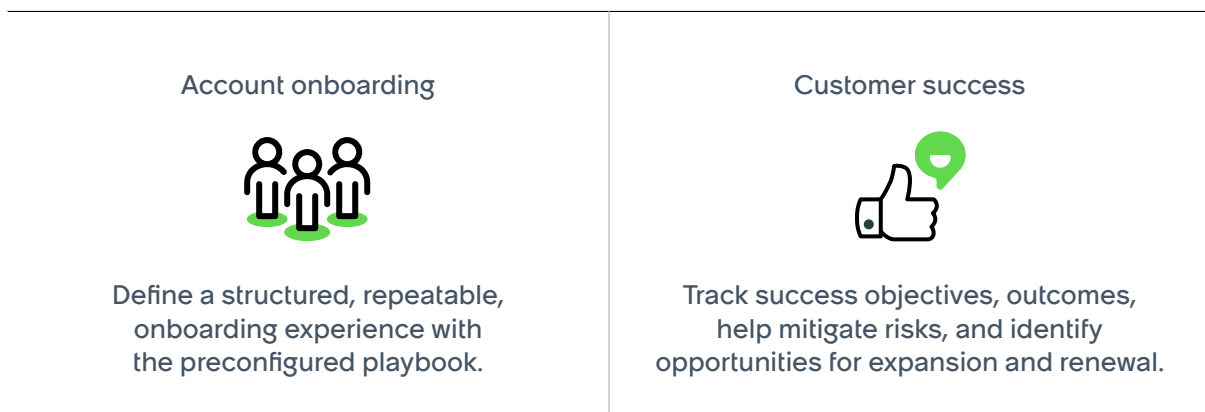 Account onboarding
Define a structured, repeatable,
onboarding experience with
the preconfigured playbook.
Customer success
Track success objectives, outcomes,
help mitigate risks, and identify
opportunities for expansion and renewal.